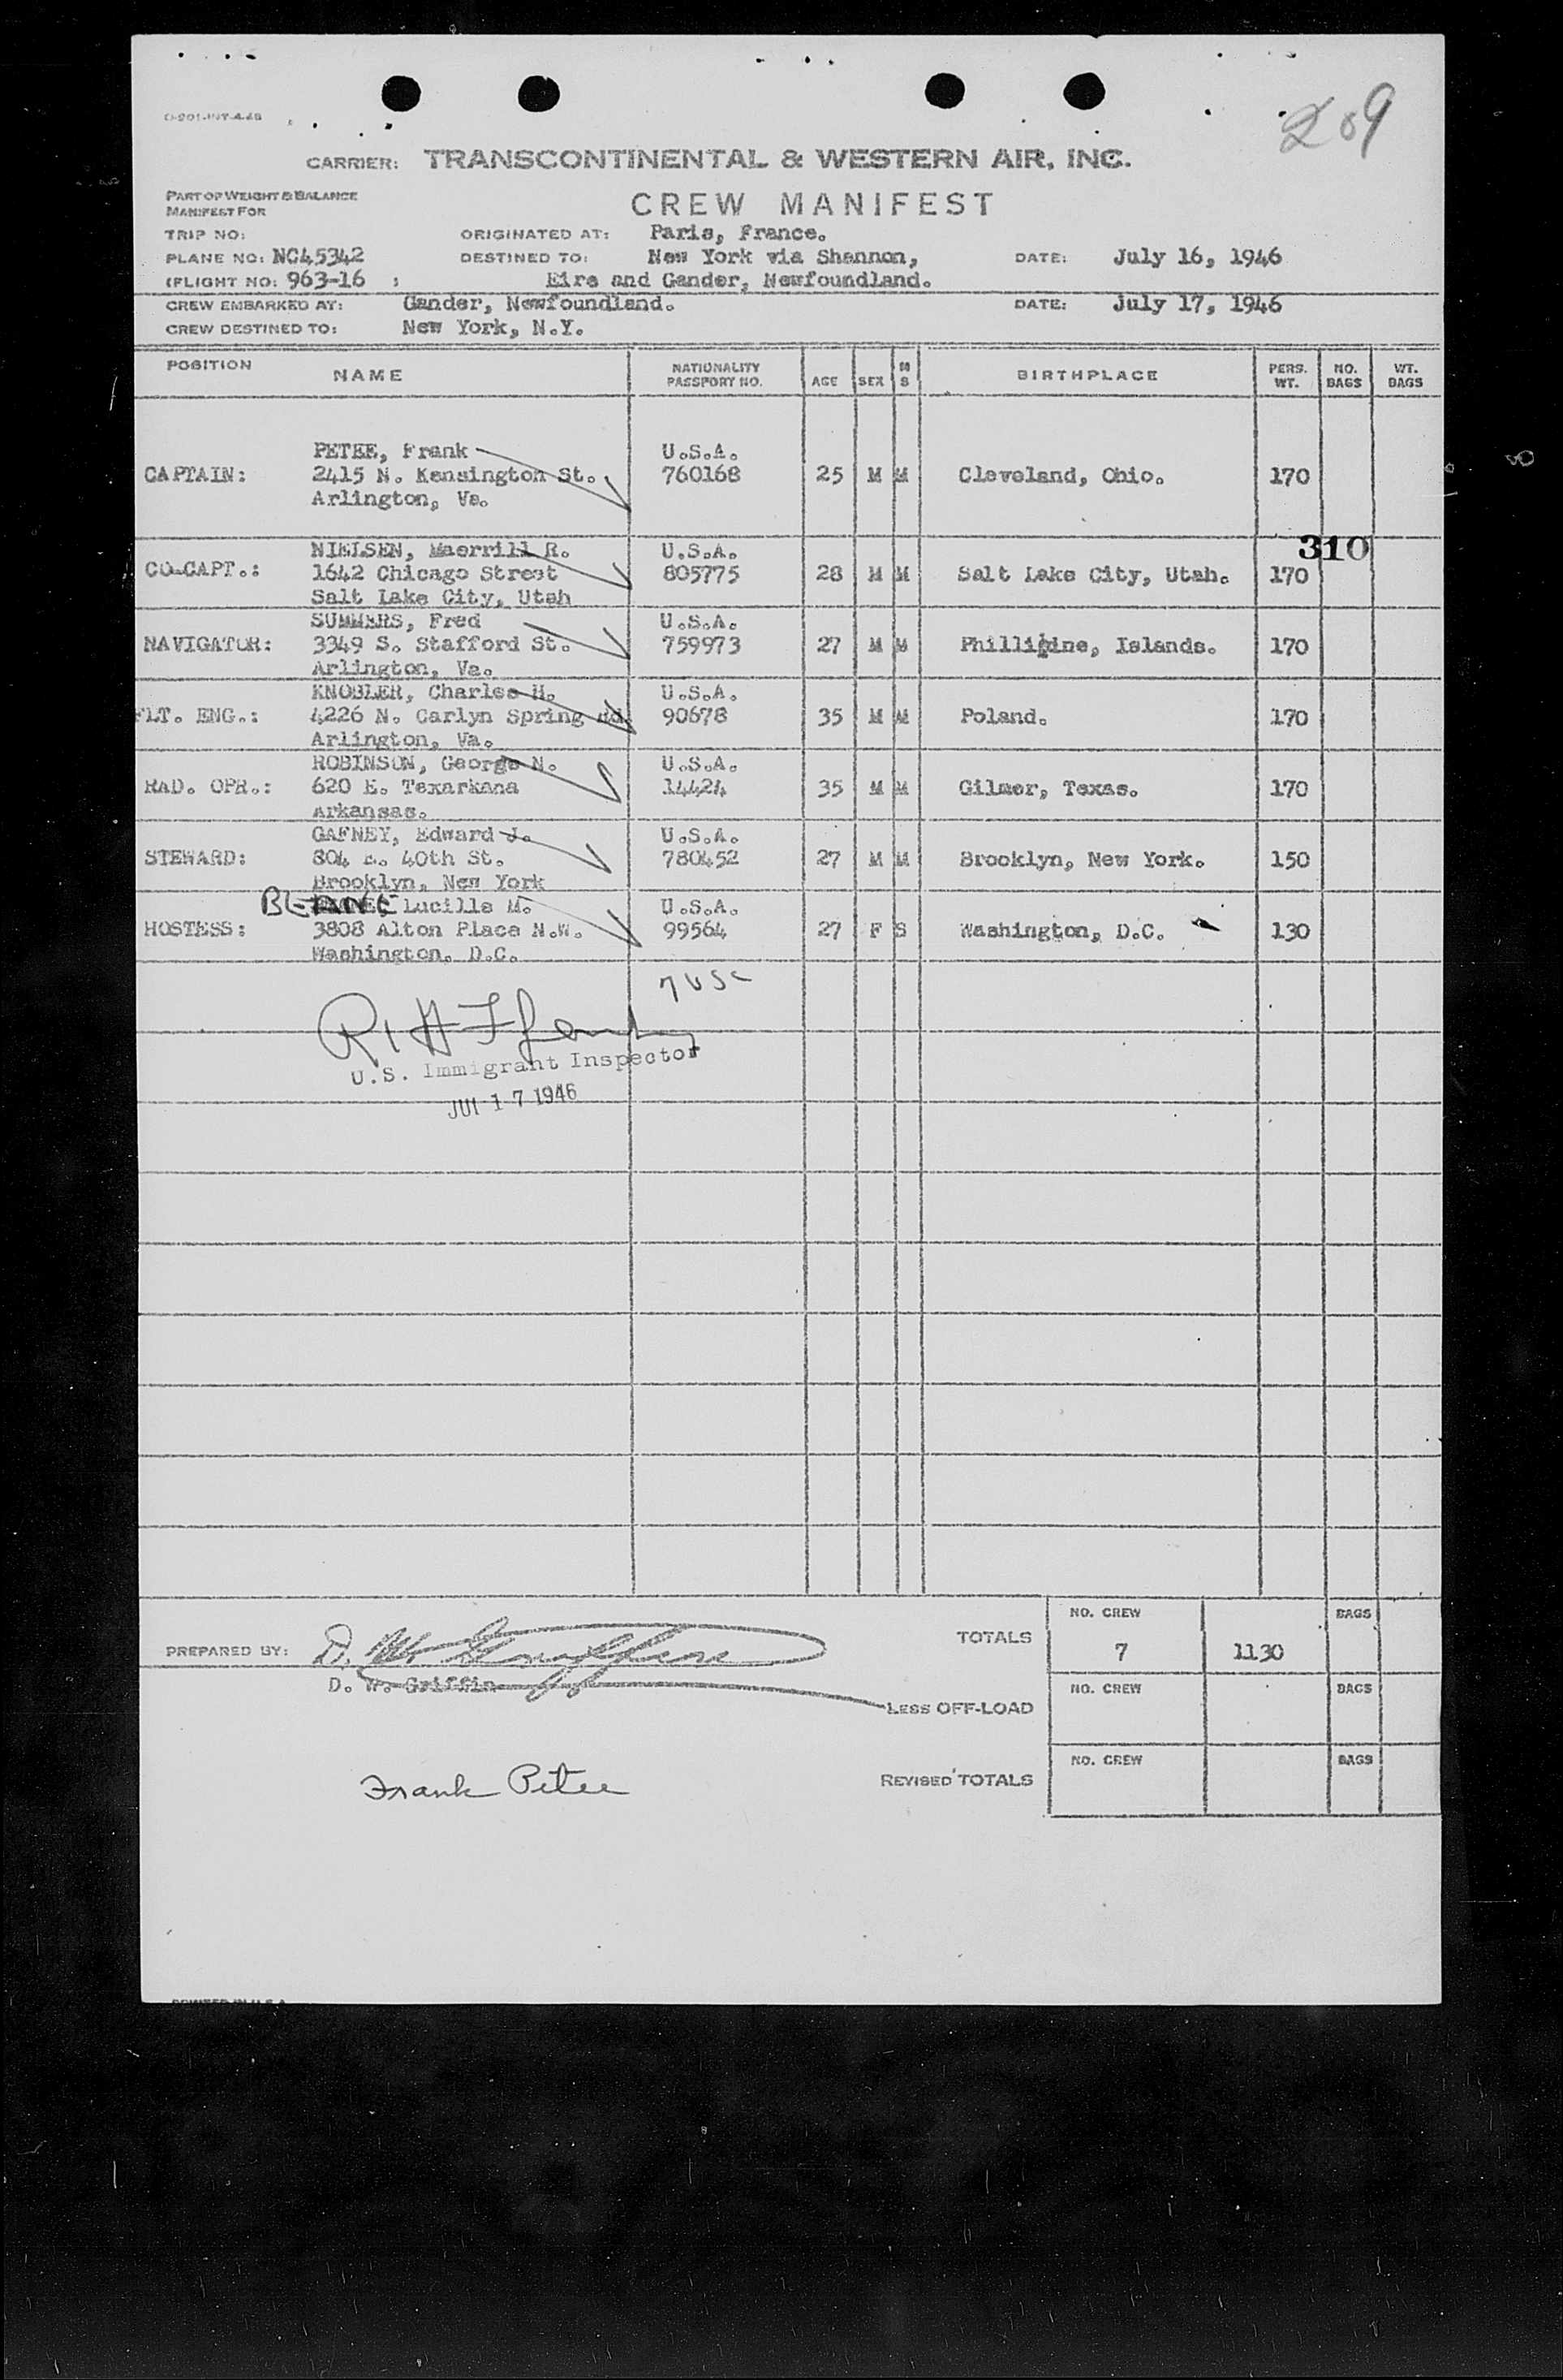 O-201-INT-4-46
209
CARRIER: TRANSCONTINENTAL & WESTERN AIR, INC.
PART OF WEIGHT & BALANCE
MANIFEST FOR
CREW MANIFEST
TRIP NO: ORIGINATED AT: Paris, France.
PLANE NO: NC45342 DESTINED TO: New York via Shannon, DATE: July 16, 1946
(FLIGHT NO: 963-16 ; Eire and Gander, Newfoundland.
CREW EMBARKED AT: Gander, Newfoundland. DATE: July 17, 1946
CREW DESTINED TO: New York, N.Y.
POSITION NAME NATIONALITY PASSPORT NO. AGE SEX M S BIRTHPLACE PERS. WT. NO. BAGS WT. BAGS
PETEE, Frank U.S.A.
CAPTAIN: 2415 N. Kensington St. 760168 25 M M Cleveland, Ohio. 170
Arlington, Va.
310
NIELSEN, Maerrill R. U.S.A.
CO-CAPT.: 1642 Chicago Street 805775 28 M M Salt Lake City, Utah. 170
Salt Lake City, Utah
SUMMERS, Fred U.S.A.
NAVIGATOR: 3349 S. Stafford St. 759973 27 M M Phillipine, Islands. 170
Arlington, Va.
KNOBLER, Charles H. U.S.A.
FLT. ENG.: 4226 N. Carlyn Spring Rd. 90678 35 M M Poland. 170
Arlington, Va.
ROBINSON, George N. U.S.A.
RAD. OPR.: 620 E. Texarkana 14424 35 M M Gilmer, Texas. 170
Arkansas.
GAFNEY, Edward J. U.S.A.
STEWARD: 804 E. 40th St. 780452 27 M M Brooklyn, New York. 150
Brooklyn, New York
Lucille M. U.S.A.
HOSTESS: 3808 Alton Place N.W. 99564 27 F S Washington, D.C. 130
Washington, D.C.
7 USC
U.S. Immigrant Inspector
JUL 17 1946
NO. CREW BAGS
PREPARED BY: TOTALS 7 1130
D. W. Griffin
NO. CREW BAGS
LESS OFF-LOAD
NO. CREW BAGS
Frank Petee REVISED TOTALS
PRINTED IN U.S.A.